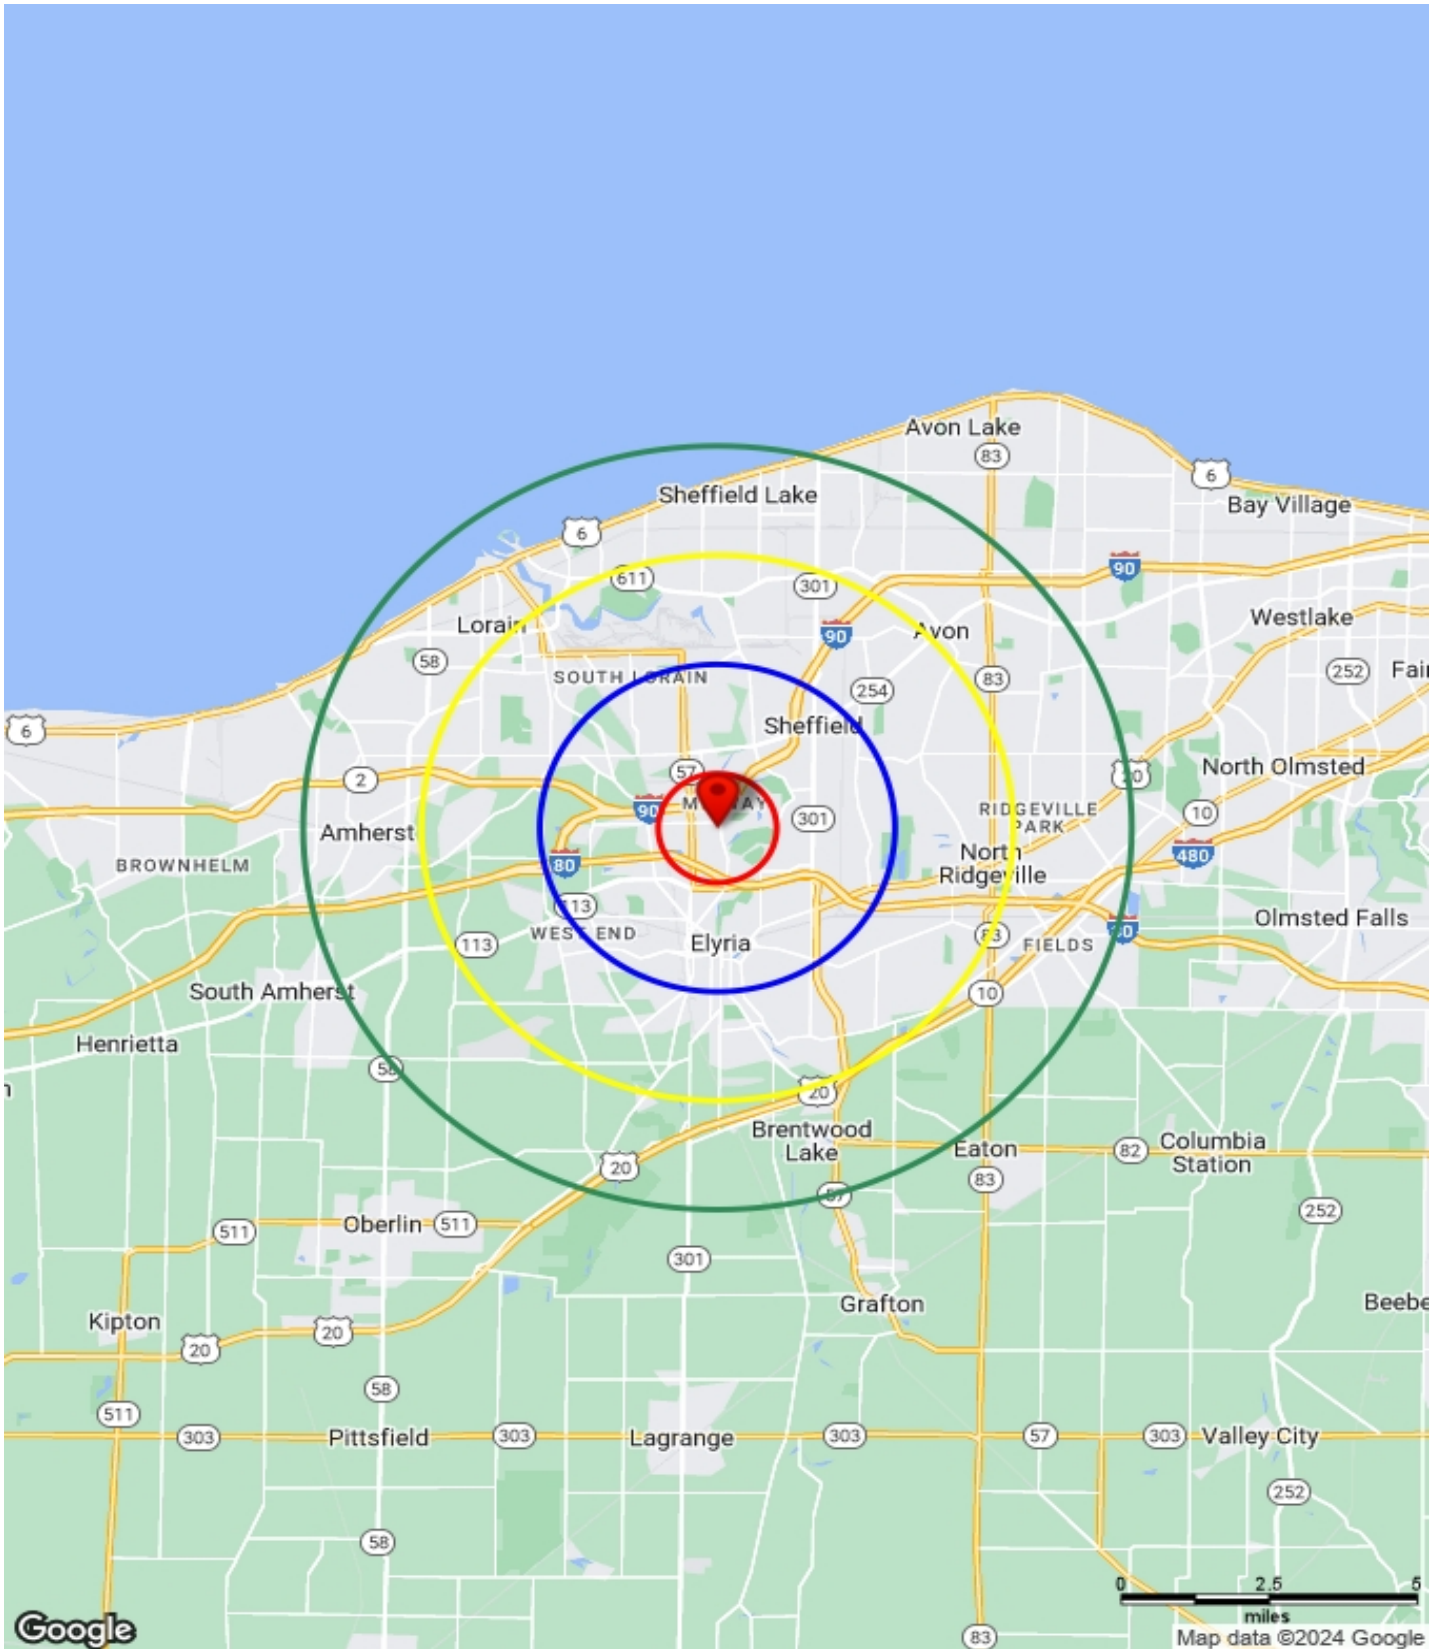 Avon Lake
83
6
Sheffield Lake
Bay Village
6
90
611
301
Westlake
Lorain
90
Avon
58
252
SOUTH LORAIN
83
254
6
Sheffield
57
20
North Olmsted
2
90
301
RIDGEVILLE
PARK
10
Amherst
BROWNHELM
80
North
Ridgeville
480
113
Olmsted Falls
WEST END
113
Elyria
83
FIELDS
South Amherst
10
Henrietta
58
20
Brentwood
Lake
Eaton
82
Columbia
Station
20
83
57
252
Oberlin
511
511
301
Grafton
Kipton
20
20
58
511
303
Pittsfield
303
Lagrange
303
57
303
Valley City
252
58
0 2.5 5
miles
Google
83
Map data ©2024 Google